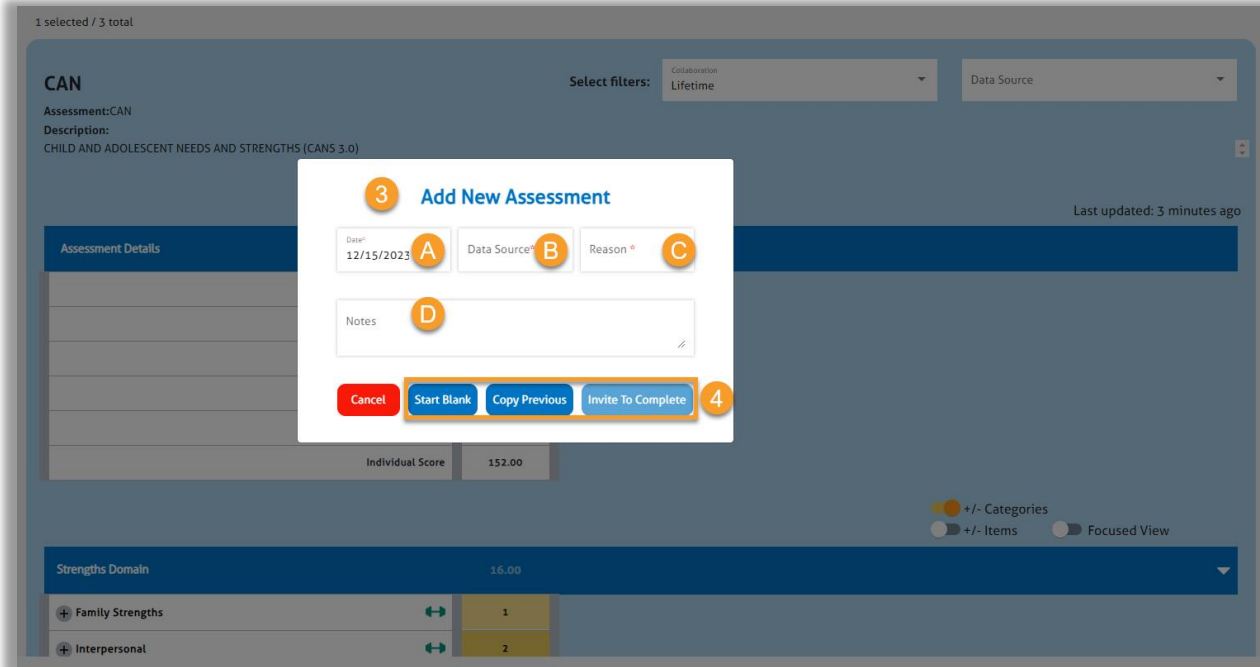 1 selected / 3 total
CAN
Select filters:
Collaboration
Lifetime
Data Source
Assessment:CAN
Description:
CHILD AND ADOLESCENT NEEDS AND STRENGTHS (CANS 3.0)
Last updated: 3 minutes ago
Assessment Details
3 Add New Assessment
Date*
12/15/2023 A
Data Source* B
Reason * C
Notes D
Cancel Start Blank Copy Previous Invite To Complete 4
Individual Score 152.00
+/- Categories
+/- Items Focused View
Strengths Domain 16.00
+ Family Strengths 1
+ Interpersonal 2